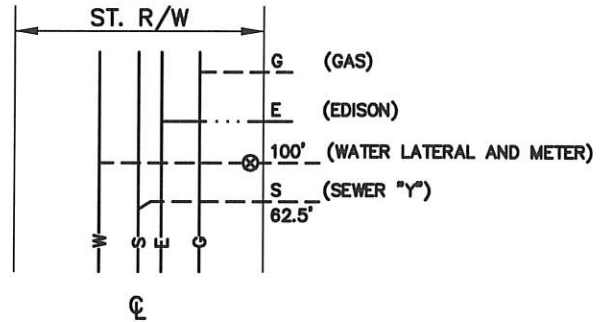 ST. R/W
G (GAS)
E (EDISON)
100' (WATER LATERAL AND METER)
S (SEWER "Y")
62.5'
W S E G
℄